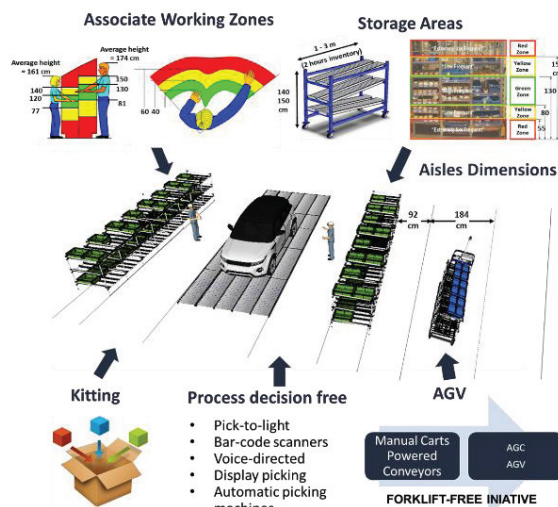 Associate Working Zones
Storage Areas
Average height
≈ 174 cm
Average height
≈ 161 cm
140
120
77
150
130
81
60 40
1 - 3 m
(2 hours inventory)
140
150
cm
Red
Zone
Yellow
Zone
Green
Zone
Yellow
Zone
Red
Zone
130
80
55
Aisles Dimensions
92
cm
184
cm
Kitting
Process decision free
• Pick-to-light
• Bar-code scanners
• Voice-directed
• Display picking
• Automatic picking
machines
AGV
Manual Carts
Powered
Conveyors
AGC
AGV
FORKLIFT-FREE INIATIVE